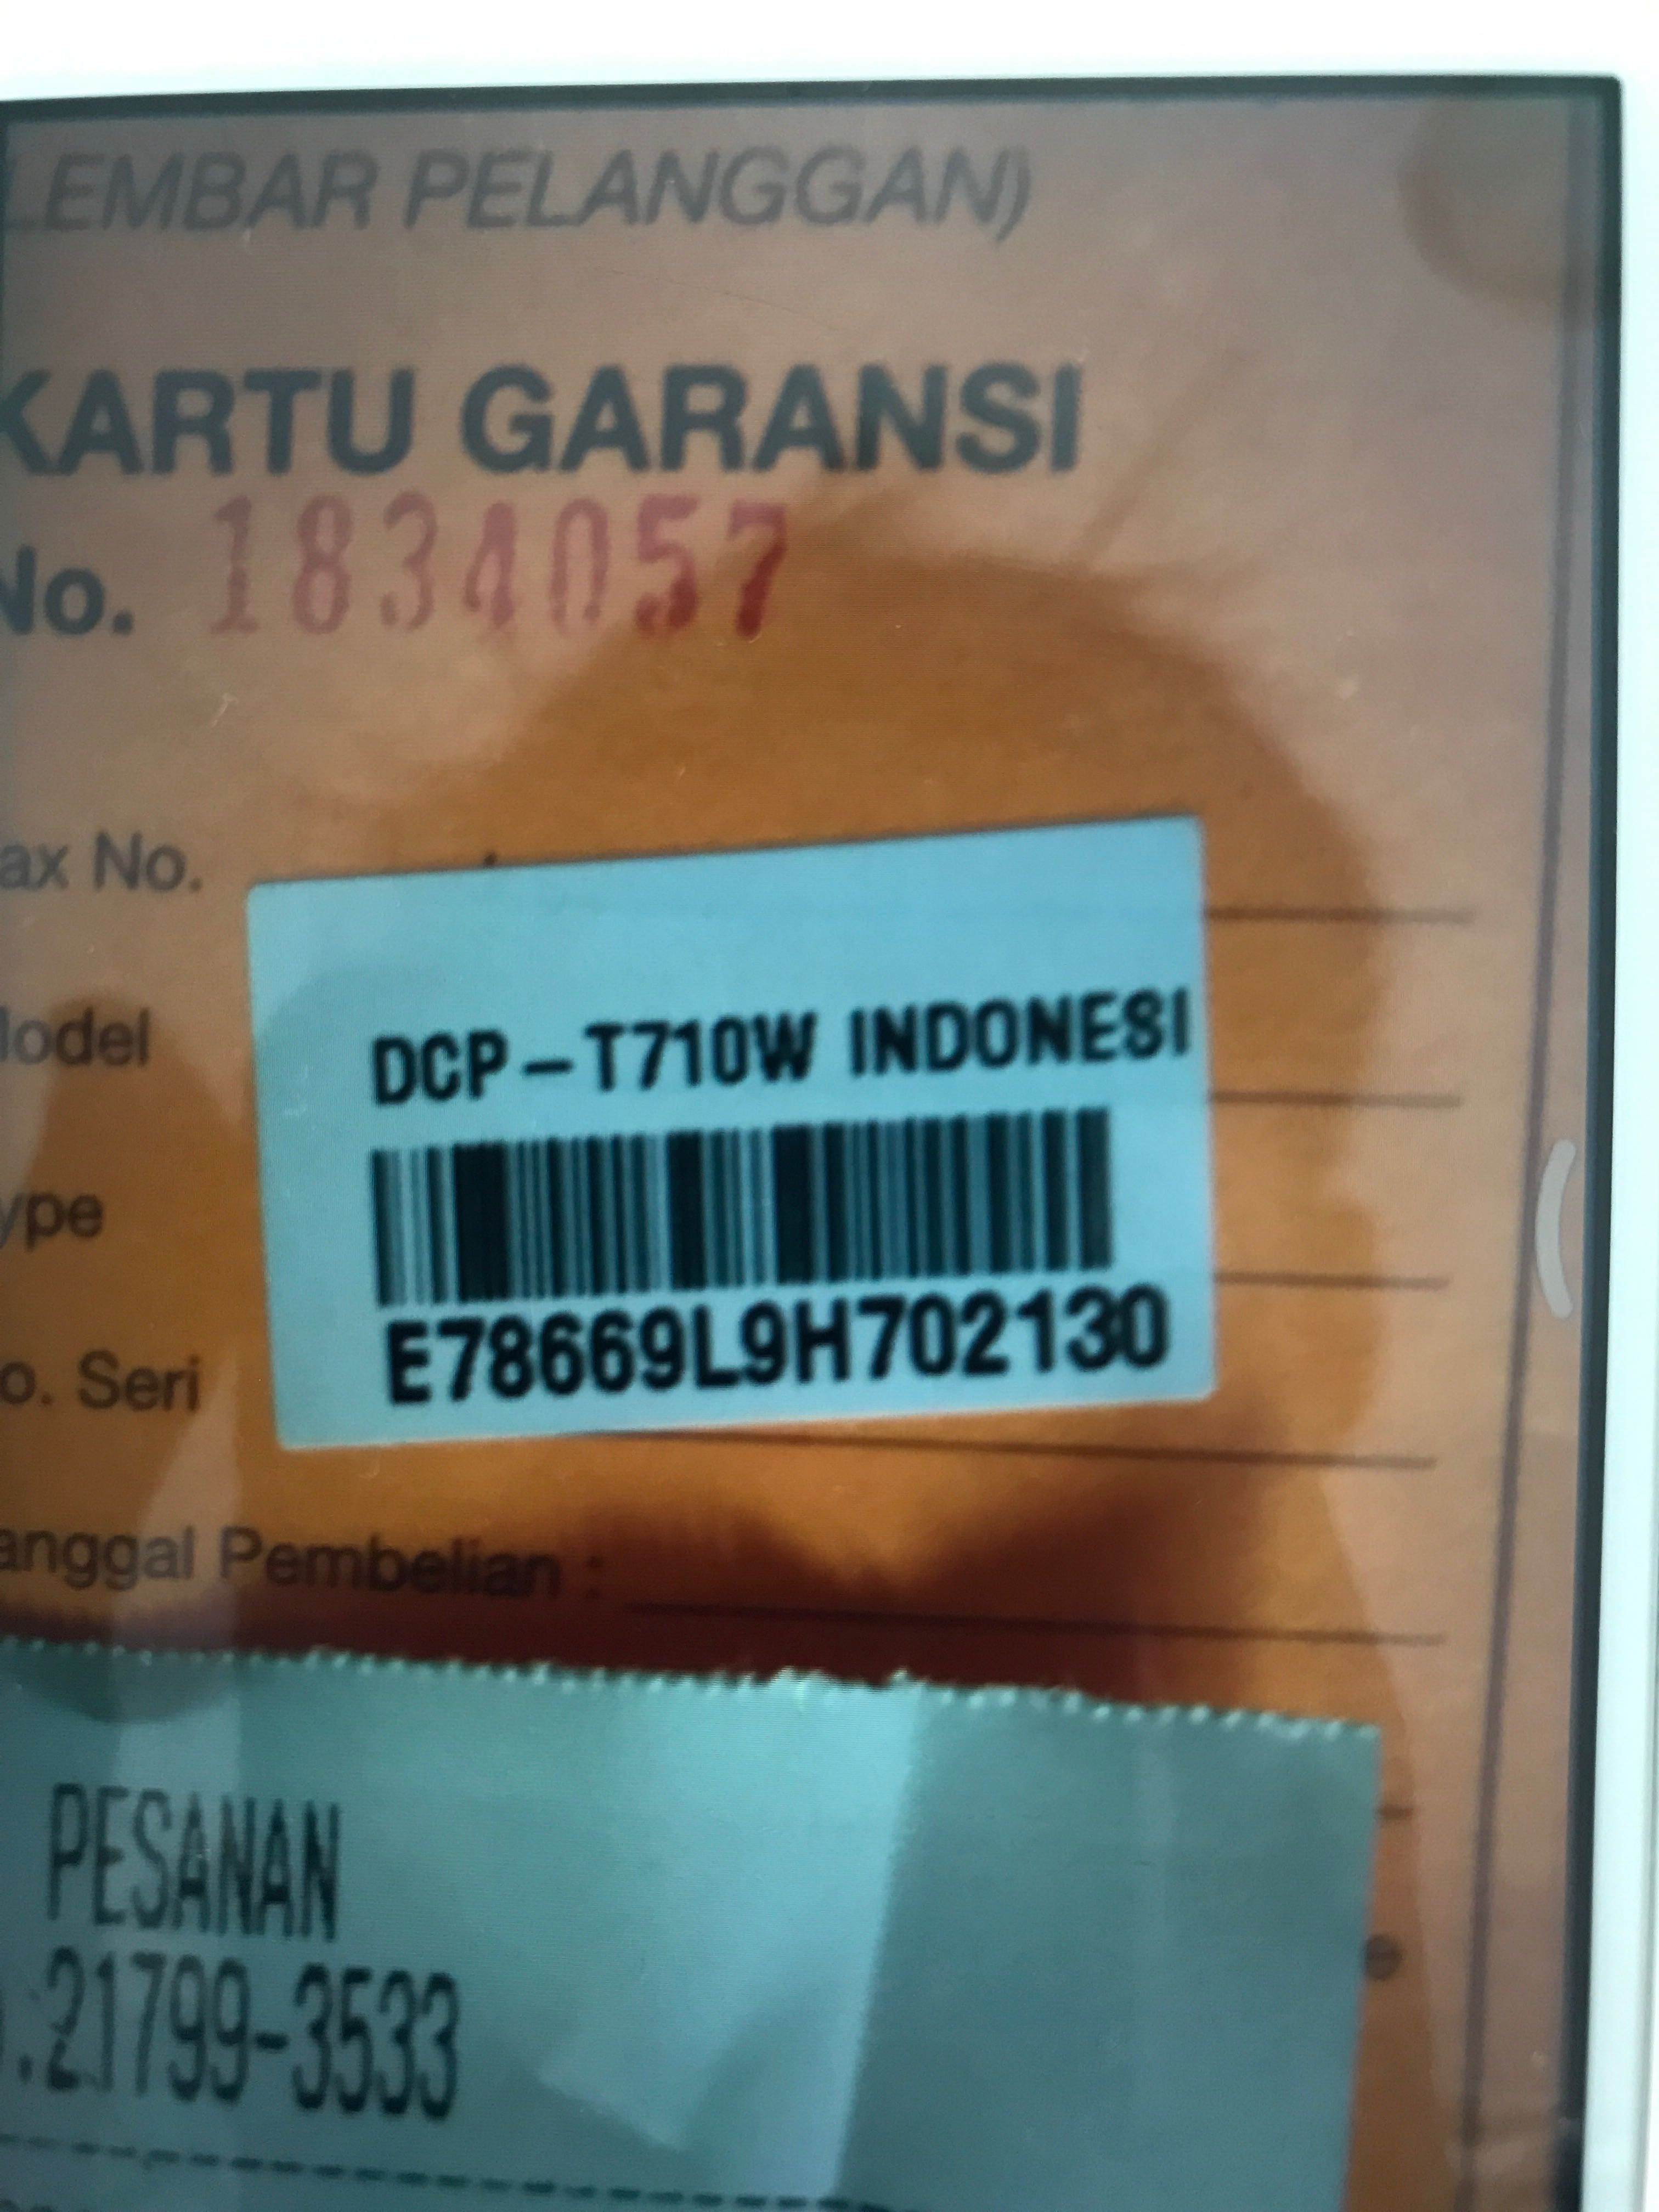 LEMBAR PELANGGAN)
KARTU GARANSI
No. 1834057
ax No.
Model
DCP-T710W INDONESI
ype
E78669L9H702130
o. Seri
anggal Pembelian :
PESANAN
.21799-3533
e